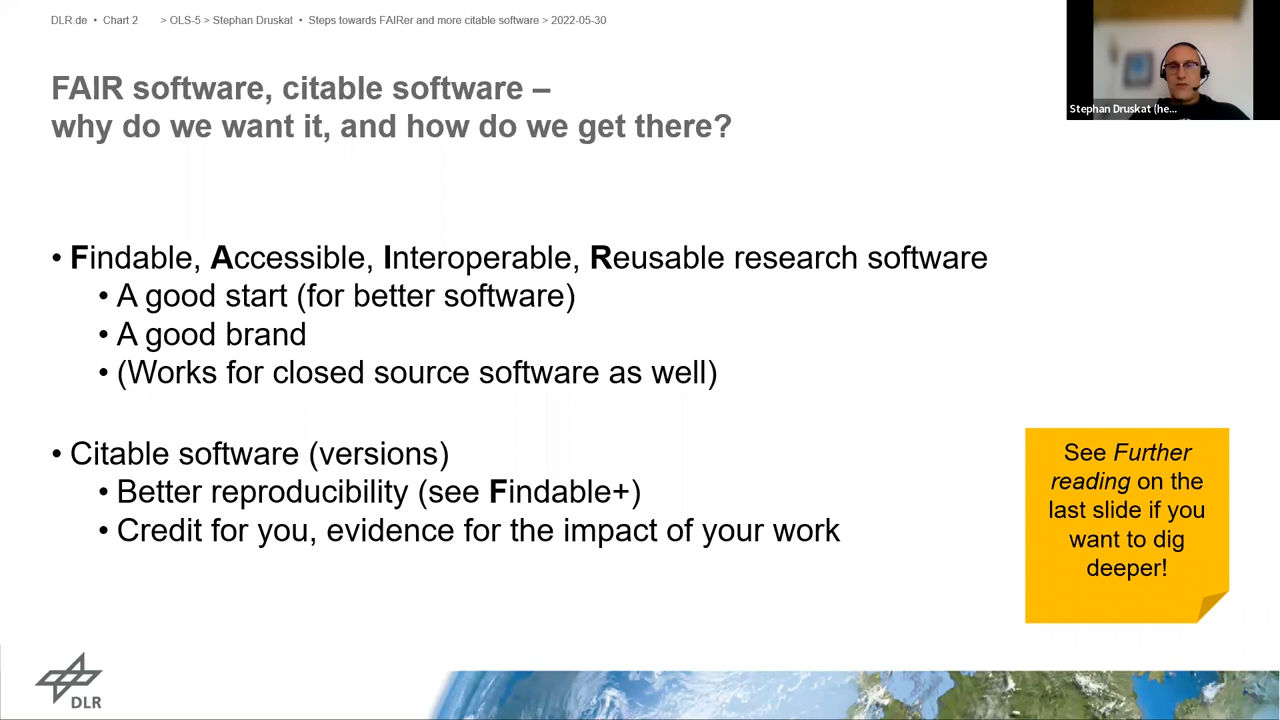 DLR.de • Chart 2 > OLS-5 > Stephan Druskat • Steps towards FAIRer and more citable software > 2022-05-30
Stephan Druskat (he...
FAIR software, citable software –
why do we want it, and how do we get there?
• Findable, Accessible, Interoperable, Reusable research software
• A good start (for better software)
• A good brand
• (Works for closed source software as well)
• Citable software (versions)
• Better reproducibility (see Findable+)
• Credit for you, evidence for the impact of your work
See Further
reading on the
last slide if you
want to dig
deeper!
DLR